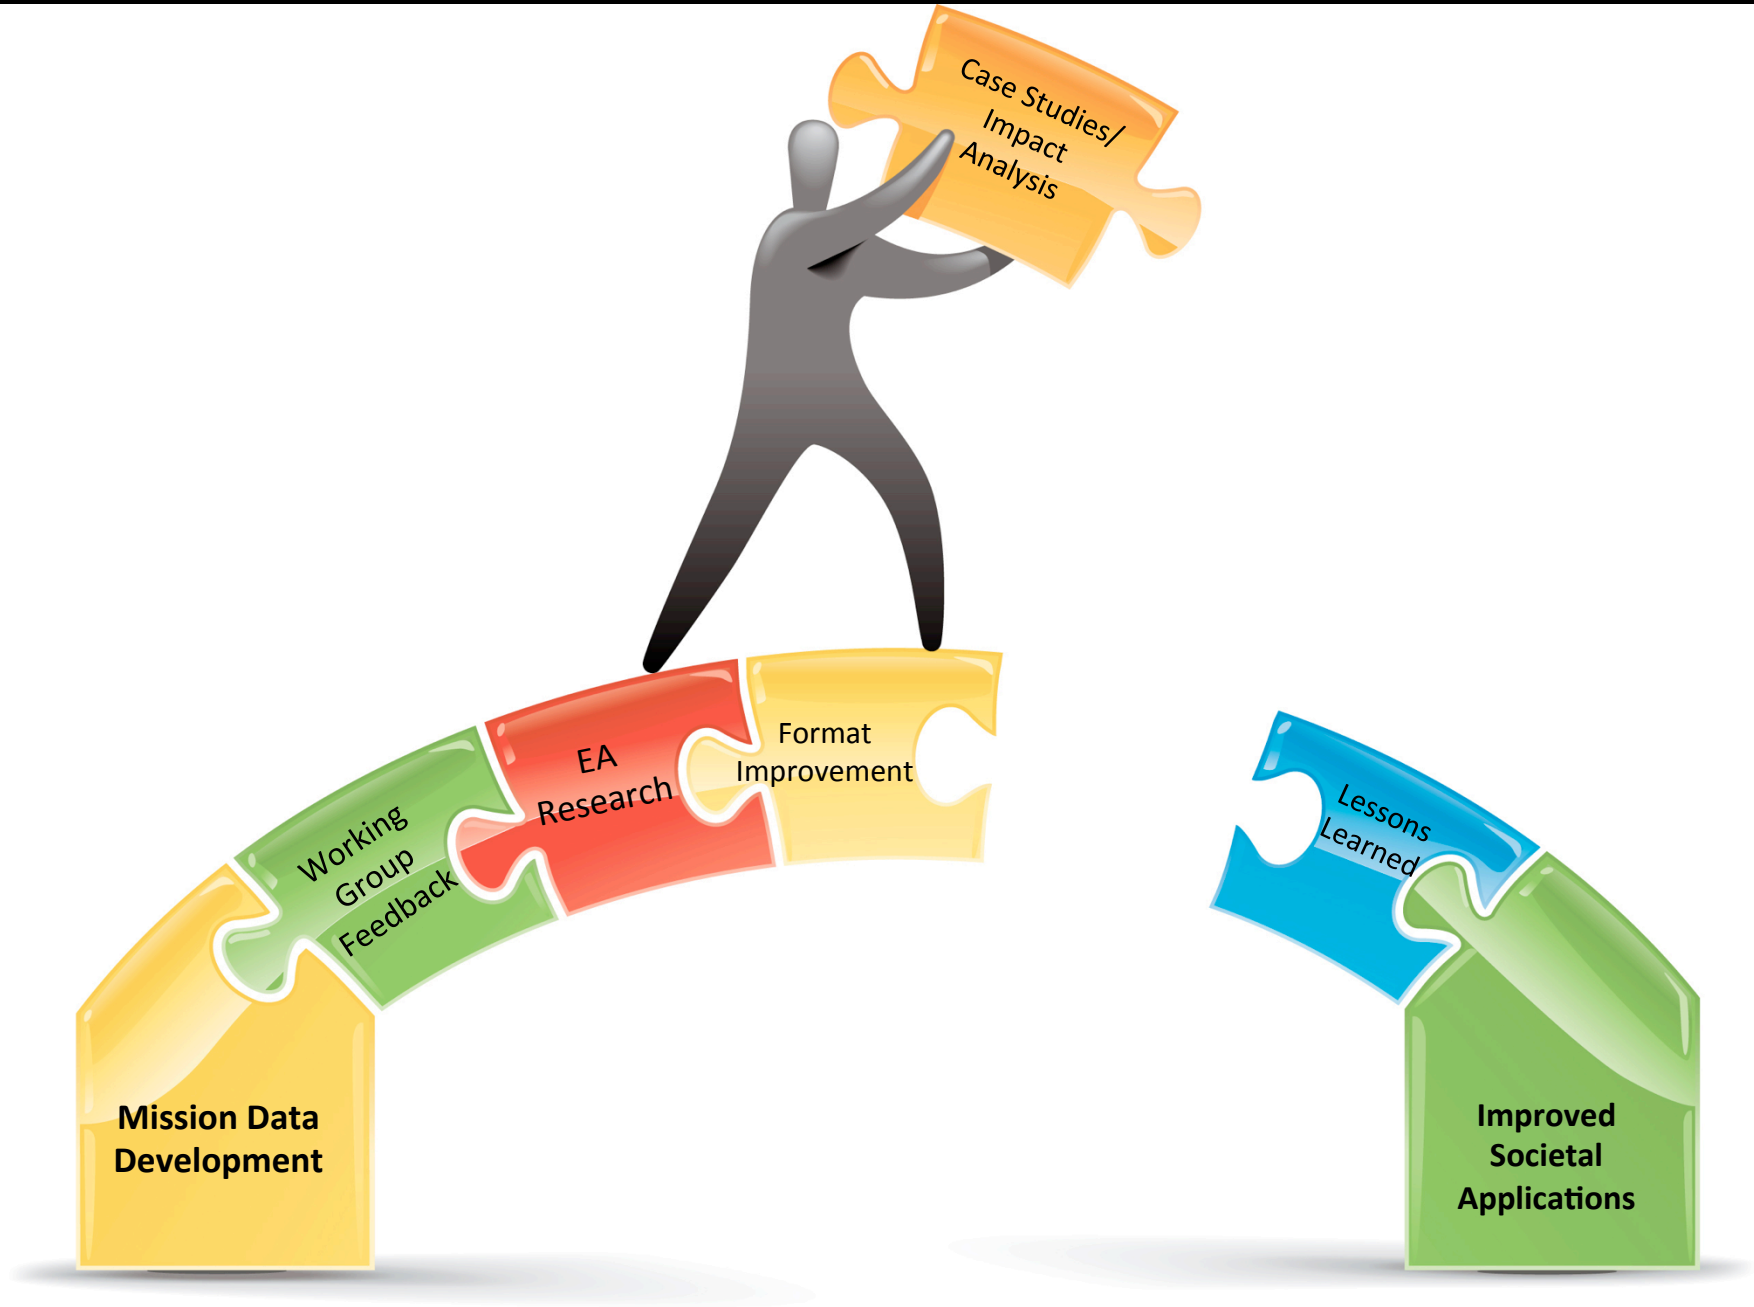 Case Studies/
Impact
Analysis
Format
Improvement
EA
Research
Working
Group
Feedback
Lessons
Learned
Mission Data
Development
Improved
Societal
Applications